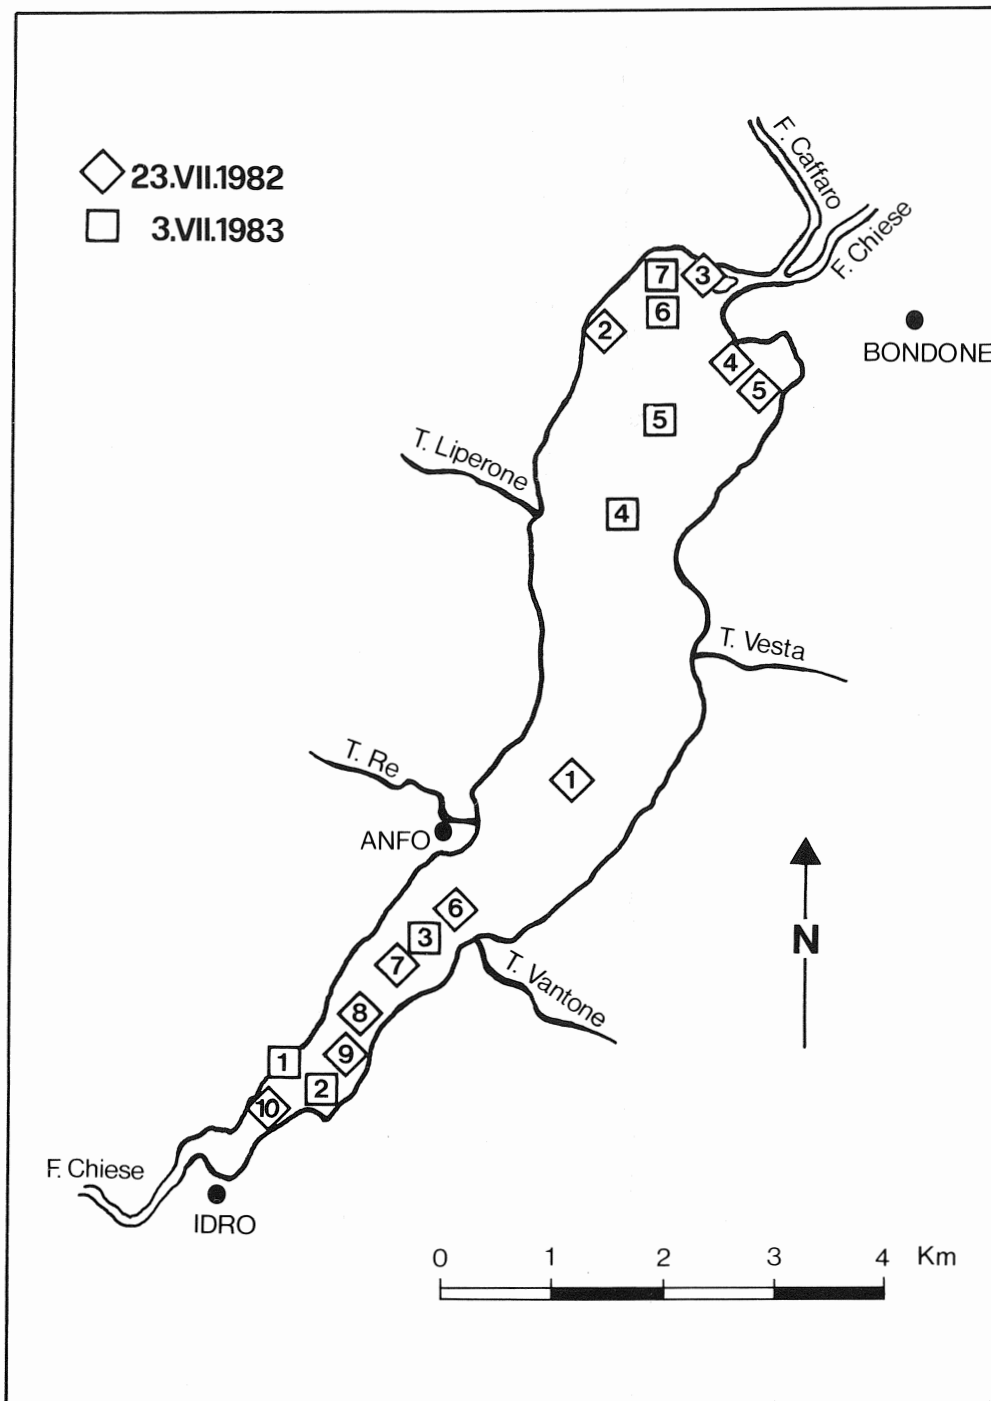 23.VII.1982
3.VII.1983
F. Caffaro
F. Chiese
7
3
6
2
BONDONE
4
5
5
T. Liperone
4
T. Vesta
T. Re
1
ANFO
6
3
7
N
T. Vantone
8
9
1
2
10
F. Chiese
IDRO
0 1 2 3 4 Km